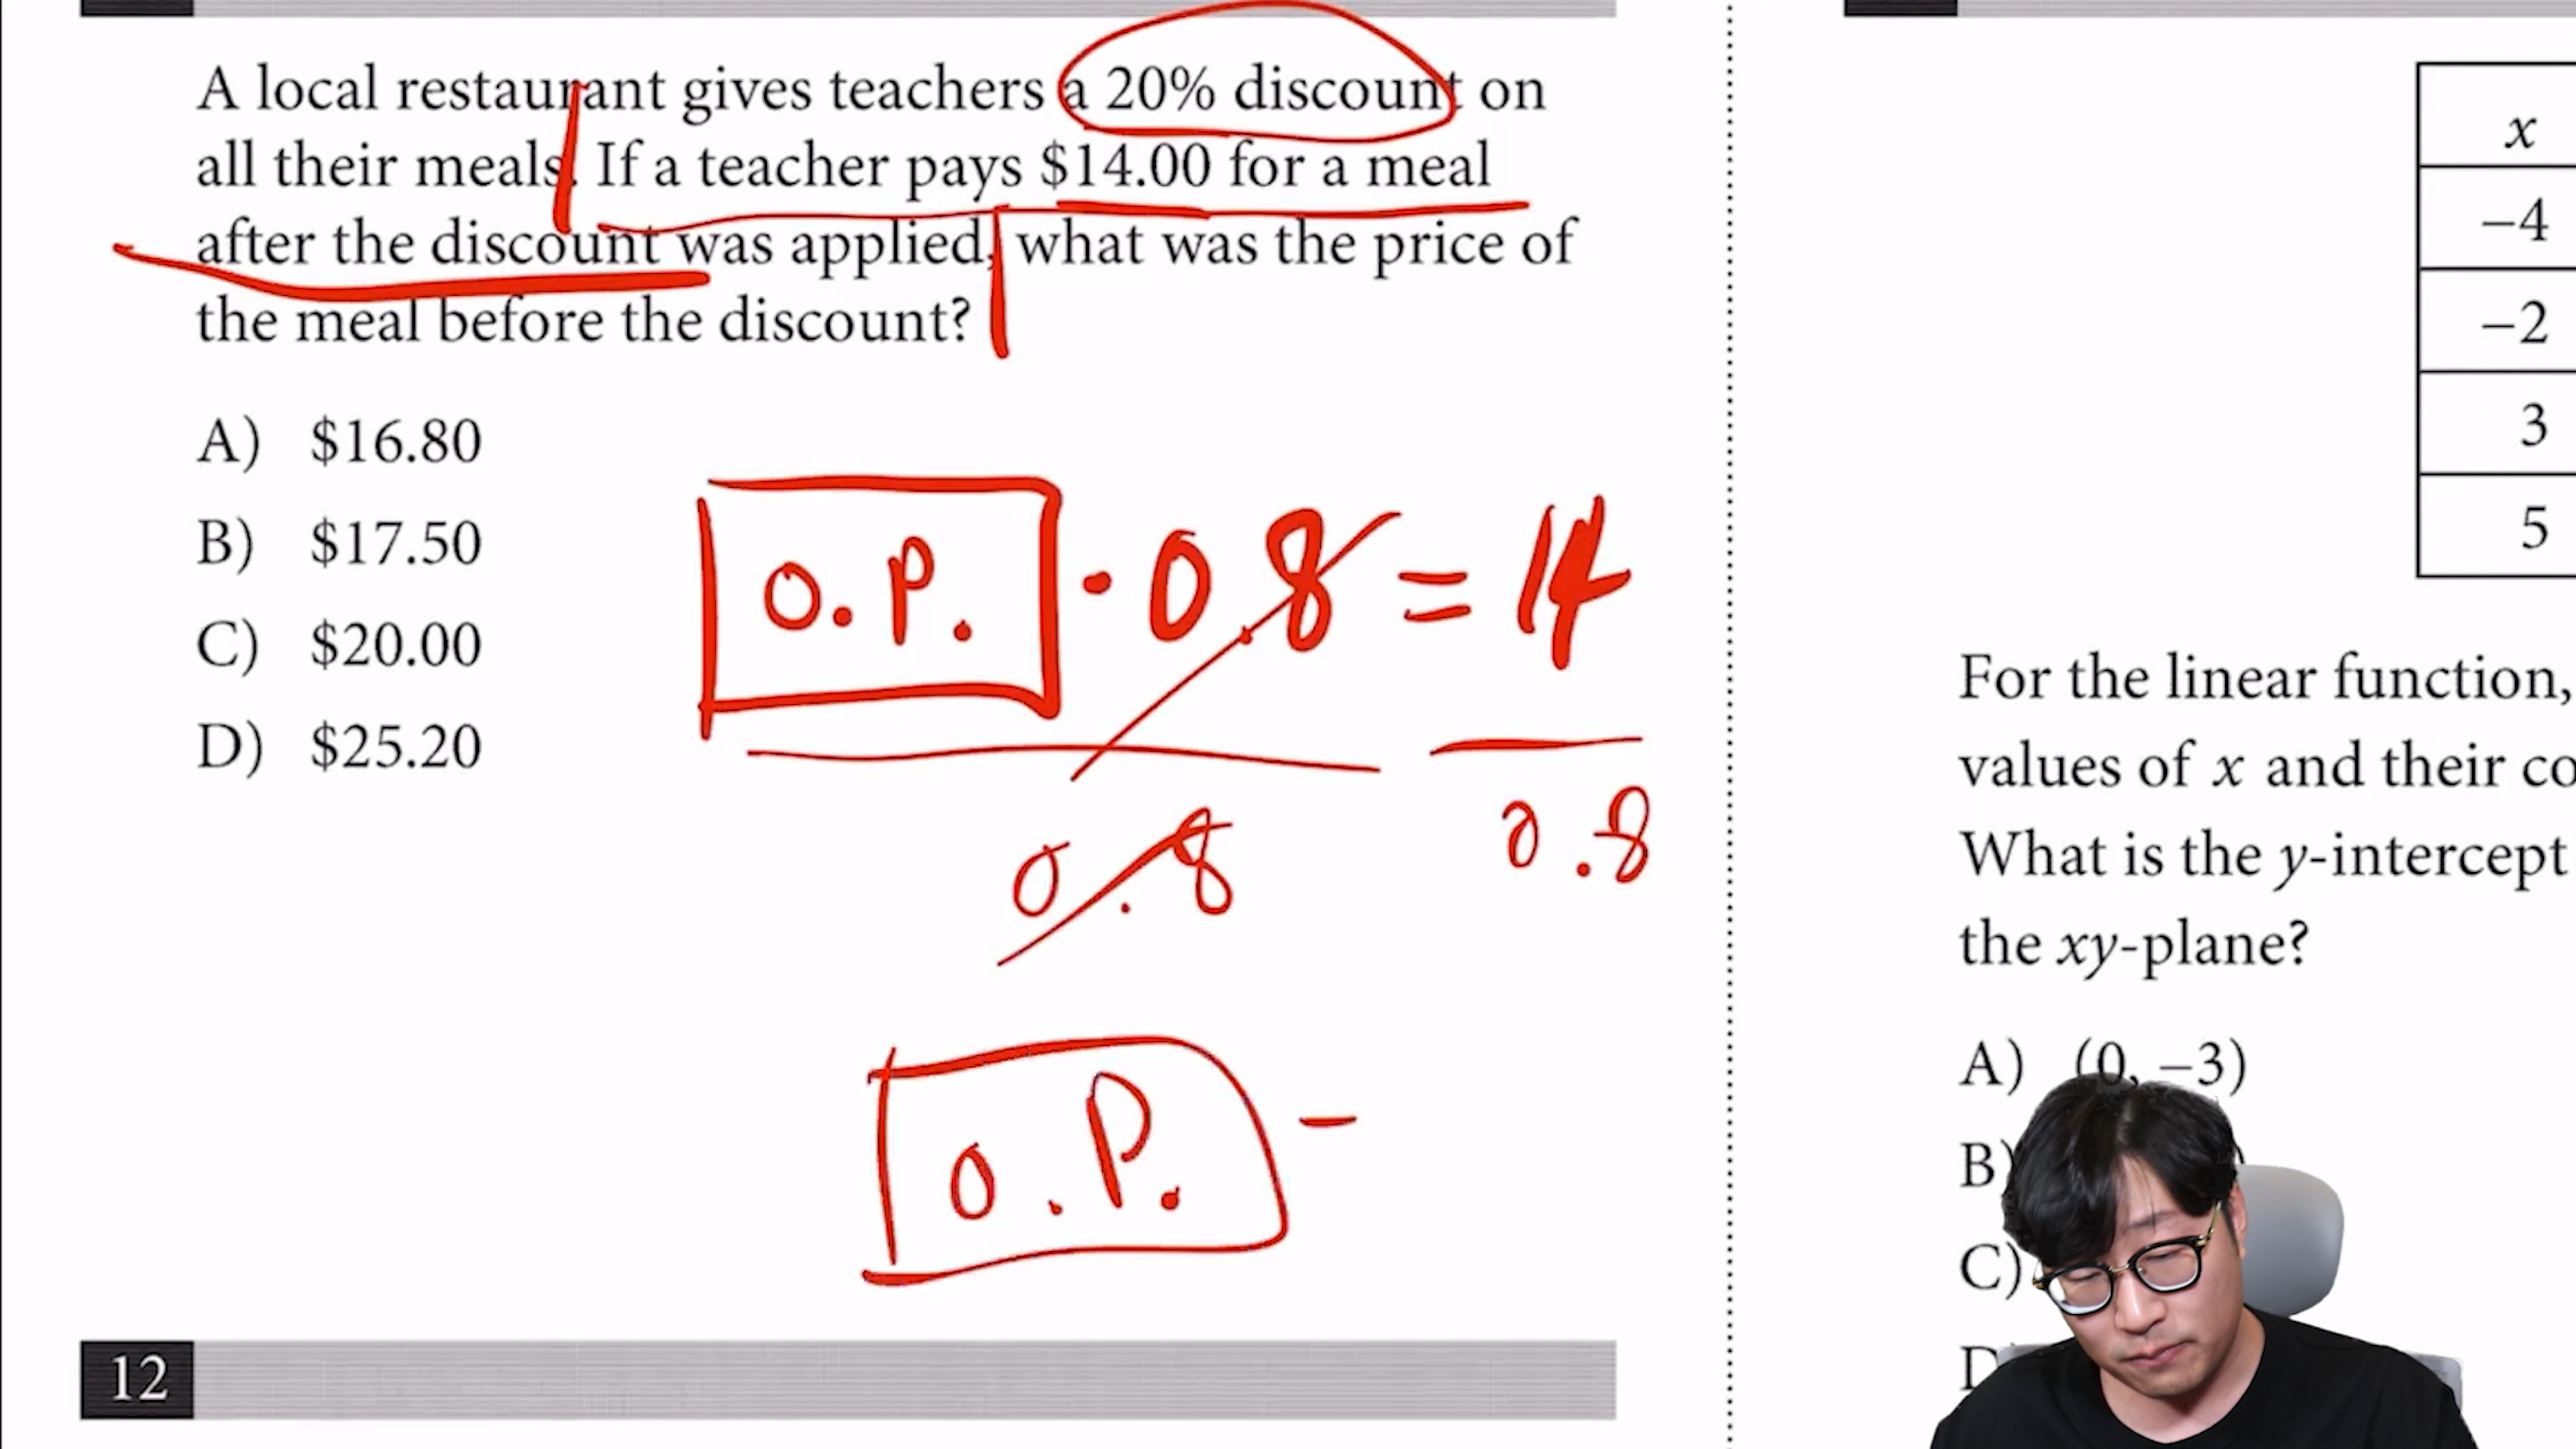 A local restaurant gives teachers a 20% discount on
all their meals. If a teacher pays $14.00 for a meal
after the discount was applied, what was the price of
the meal before the discount?
A) $16.80
B) $17.50
C) $20.00
D) $25.20
o.p. · 0.8 = 14
0.8 0.8
o.p. -
12
x
-4
-2
3
5
For the linear function,
values of x and their co
What is the y-intercept
the xy-plane?
A) (0, -3)
B)
C)
D